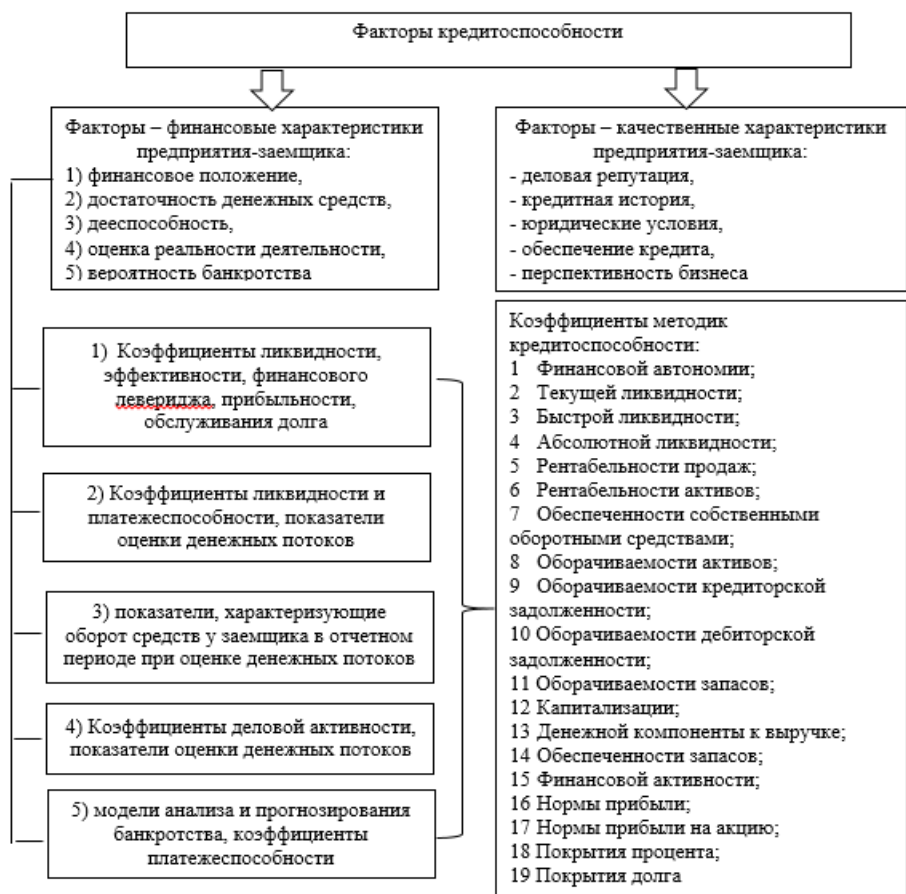 Факторы кредитоспособности
Факторы – финансовые характеристики
предприятия-заемщика:
1) финансовое положение,
2) достаточность денежных средств,
3) дееспособность,
4) оценка реальности деятельности,
5) вероятность банкротства
Факторы – качественные характеристики
предприятия-заемщика:
- деловая репутация,
- кредитная история,
- юридические условия,
- обеспечение кредита,
- перспективность бизнеса
1) Коэффициенты ликвидности,
эффективности, финансового
левериджа, прибыльности,
обслуживания долга
2) Коэффициенты ликвидности и
платежеспособности, показатели
оценки денежных потоков
3) показатели, характеризующие
оборот средств у заемщика в отчетном
периоде при оценке денежных потоков
4) Коэффициенты деловой активности,
показатели оценки денежных потоков
5) модели анализа и прогнозирования
банкротства, коэффициенты
платежеспособности
Коэффициенты методик
кредитоспособности:
1 Финансовой автономии;
2 Текущей ликвидности;
3 Быстрой ликвидности;
4 Абсолютной ликвидности;
5 Рентабельности продаж;
6 Рентабельности активов;
7 Обеспеченности собственными
оборотными средствами;
8 Оборачиваемости активов;
9 Оборачиваемости кредиторской
задолженности;
10 Оборачиваемости дебиторской
задолженности;
11 Оборачиваемости запасов;
12 Капитализации;
13 Денежной компоненты к выручке;
14 Обеспеченности запасов;
15 Финансовой активности;
16 Нормы прибыли;
17 Нормы прибыли на акцию;
18 Покрытия процента;
19 Покрытия долга